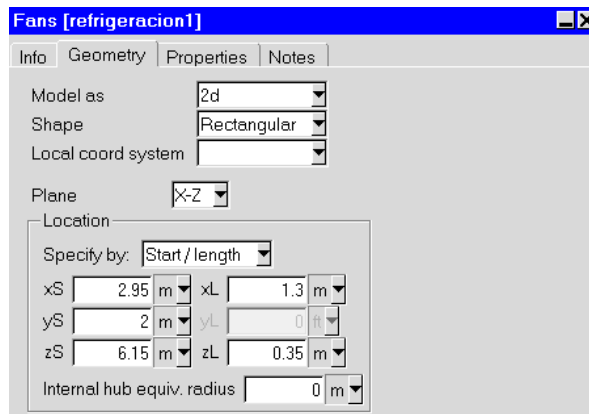 Fans [refrigeracion1]
Info Geometry Properties Notes
Model as 2d
Shape Rectangular
Local coord system
Plane X-Z
Location
Specify by: Start / length
xS 2.95 m xL 1.3 m
yS 2 m yL 0 ft
zS 6.15 m zL 0.35 m
Internal hub equiv. radius 0 m